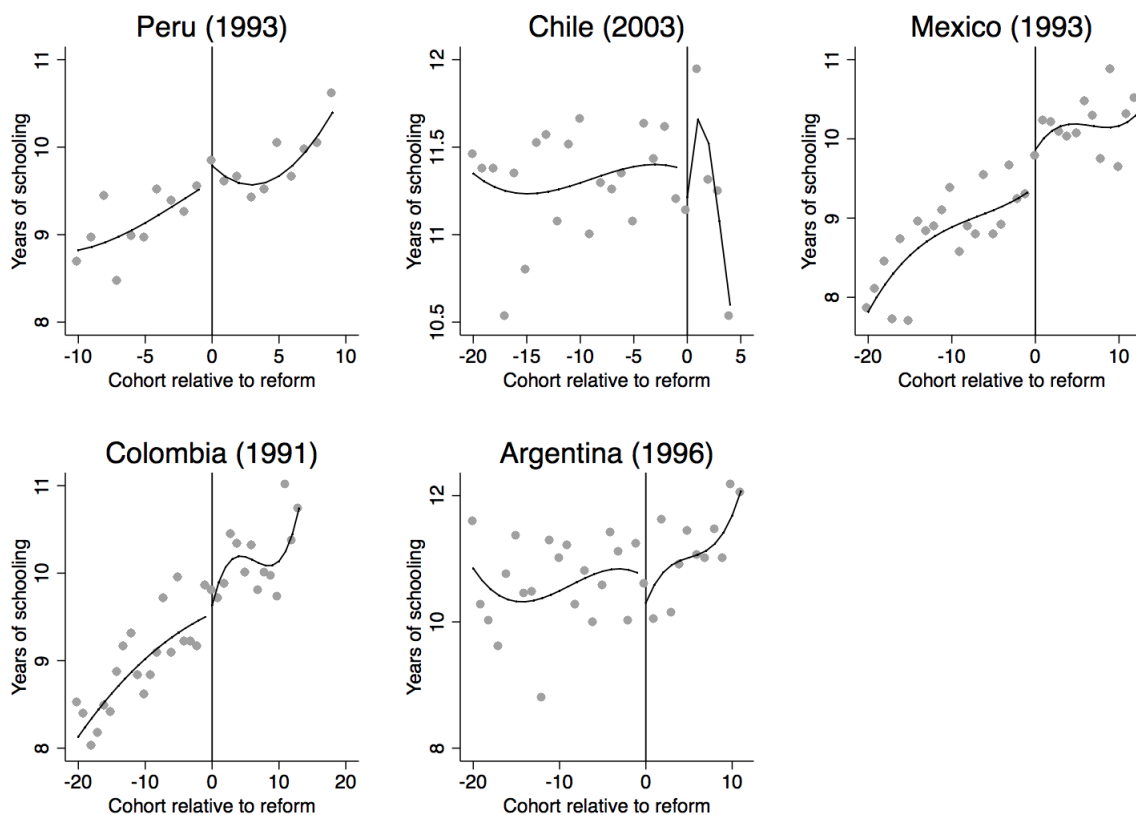 Peru (1993)
Chile (2003)
Mexico (1993)
Years of schooling
11
10
9
8
-10
-5
0
5
10
Cohort relative to reform
Years of schooling
12
11.5
11
10.5
-20
-15
-10
-5
0
5
Cohort relative to reform
Years of schooling
11
10
9
8
-20
-10
0
10
Cohort relative to reform
Colombia (1991)
Argentina (1996)
Years of schooling
11
10
9
8
-20
-10
0
10
20
Cohort relative to reform
Years of schooling
12
10
8
-20
-10
0
10
Cohort relative to reform